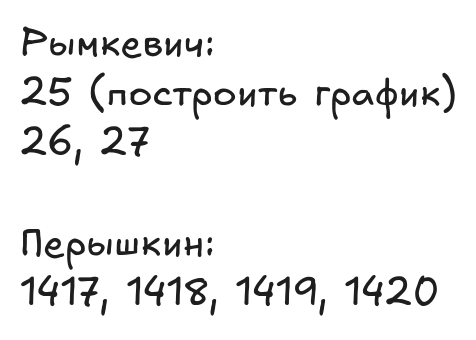 Рымкевич:
25 (построить график)
26, 27
Перышкин:
1417, 1418, 1419, 1420